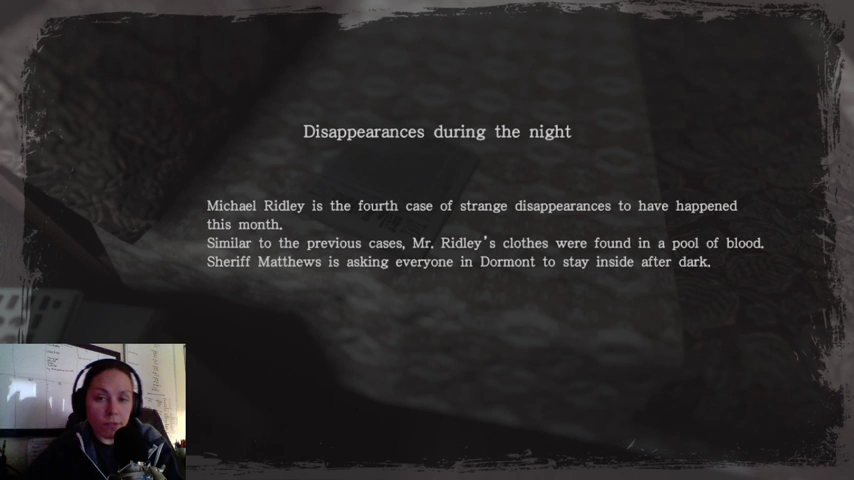 Disappearances during the night
Michael Ridley is the fourth case of strange disappearances to have happened
this month.
Similar to the previous cases, Mr. Ridley's clothes were found in a pool of blood.
Sheriff Matthews is asking everyone in Dormont to stay inside after dark.